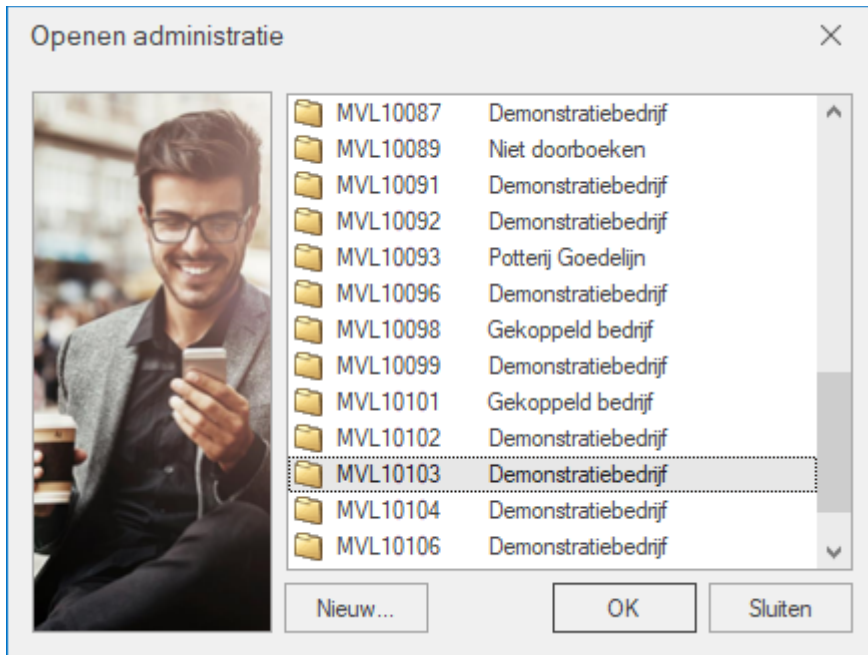 Openen administratie
MVL10087 Demonstratiebedrijf
MVL10089 Niet doorboeken
MVL10091 Demonstratiebedrijf
MVL10092 Demonstratiebedrijf
MVL10093 Potterij Goedelijn
MVL10096 Demonstratiebedrijf
MVL10098 Gekoppeld bedrijf
MVL10099 Demonstratiebedrijf
MVL10101 Gekoppeld bedrijf
MVL10102 Demonstratiebedrijf
MVL10103 Demonstratiebedrijf
MVL10104 Demonstratiebedrijf
MVL10106 Demonstratiebedrijf
Nieuw... OK Sluiten